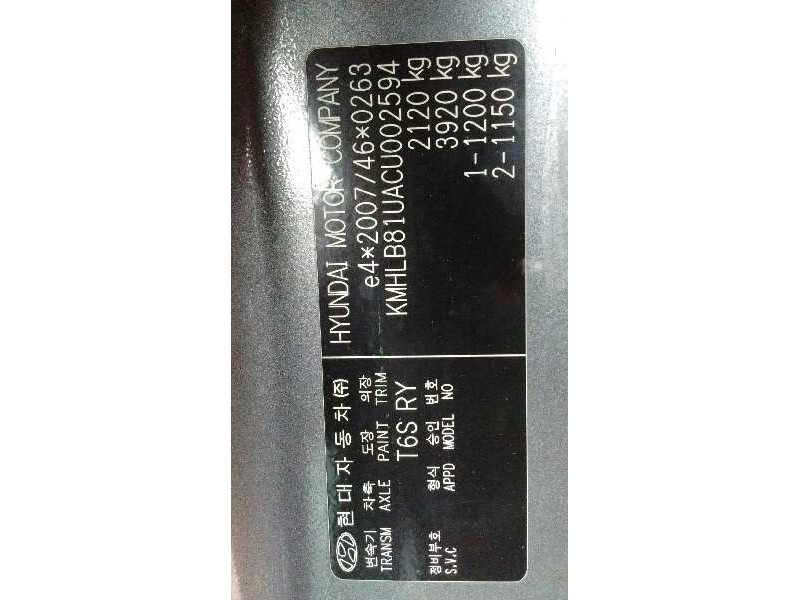 현대자동차(주)
변속기 차축 도장 의장
TRANSM AXLE PAINT TRIM
T6S RY
정비부호 형식 승인 번호
S.V.C APPD MODEL NO
HYUNDAI MOTOR COMPANY
e4*2007/46*0263
KMHLB81UACU002594
2120 kg
3920 kg
1-1200 kg
2-1150 kg